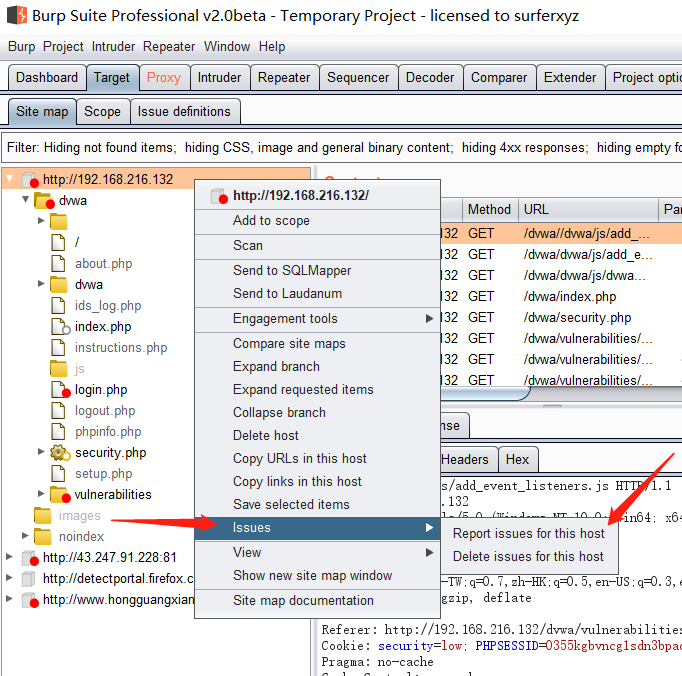 Burp Suite Professional v2.0beta - Temporary Project - licensed to surferxyz
Burp Project Intruder Repeater Window Help
Dashboard Target Proxy Intruder Repeater Sequencer Decoder Comparer Extender Project optio
Site map Scope Issue definitions
Filter: Hiding not found items; hiding CSS, image and general binary content; hiding 4xx responses; hiding empty fo
http://192.168.216.132
dvwa
/
about.php
dvwa
ids_log.php
index.php
instructions.php
js
login.php
logout.php
phpinfo.php
security.php
setup.php
vulnerabilities
images
noindex
http://43.247.91.228:81
http://detectportal.firefox.c
http://www.hongguangxian
http://192.168.216.132/
Add to scope
Scan
Send to SQLMapper
Send to Laudanum
Engagement tools
Compare site maps
Expand branch
Expand requested items
Collapse branch
Delete host
Copy URLs in this host
Copy links in this host
Save selected items
Issues
View
Show new site map window
Site map documentation
Report issues for this host
Delete issues for this host
Method URL Par
132 GET /dvwa//dvwa/js/add_...
132 GET /dvwa/dvwa/js/add_e...
132 GET /dvwa/dvwa/js/dvwa...
132 GET /dvwa/index.php
132 GET /dvwa/security.php
132 GET /dvwa/vulnerabilities/...
132 GET /dvwa/vulnerabilities/...
132 GET /dvwa/vulnerabilities/...
nse
Headers Hex
s/add_event_listeners.js HTTP/1.1
.132
-TW;q=0.7,zh-HK;q=0.5,en-US;q=0.3,e
gzip, deflate
Referer: http://192.168.216.132/dvwa/vulnerabilities
Cookie: security=low; PHPSESSID=0355kgbvncg1sdn3bpac
Pragma: no-cache